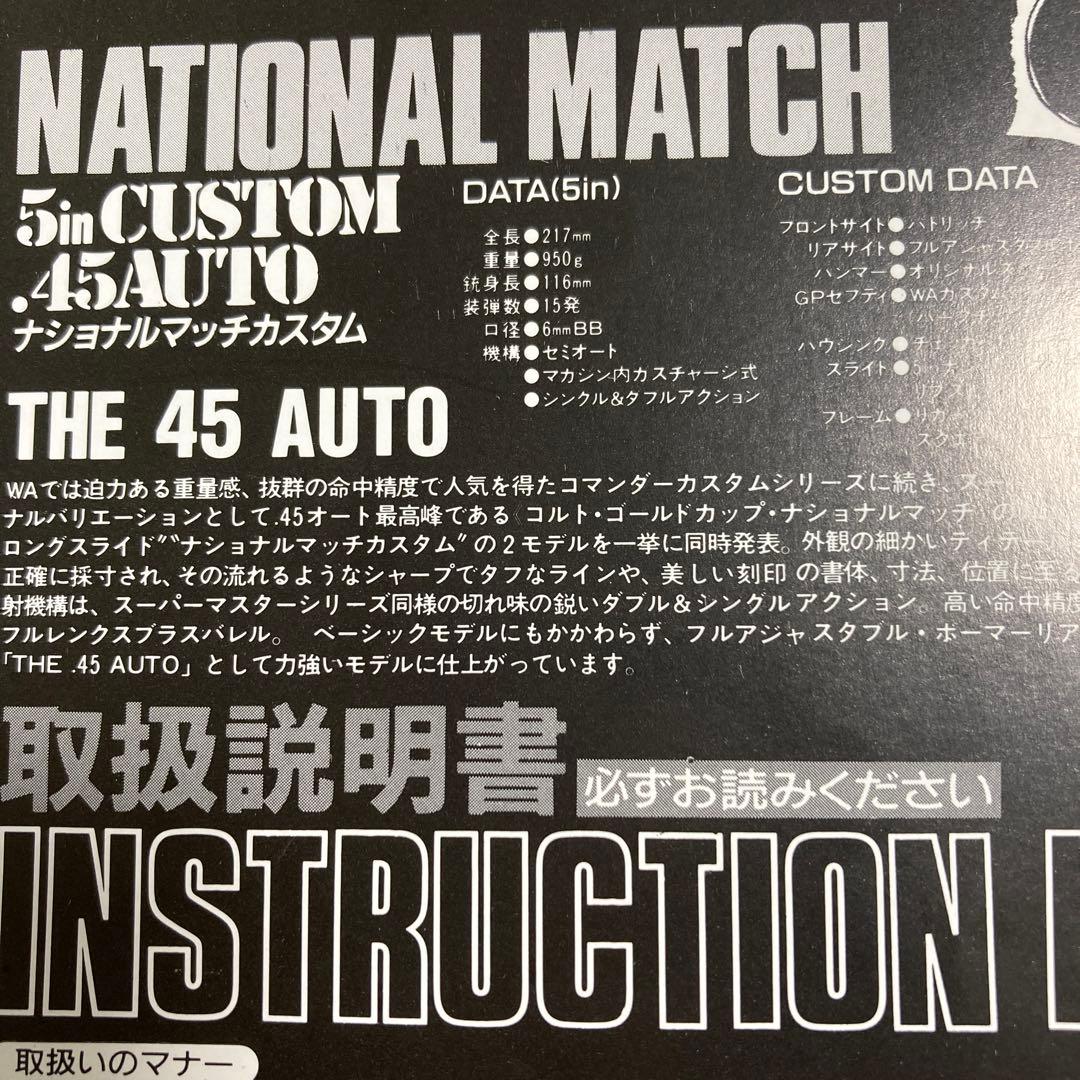 NATIONAL MATCH
5in CUSTOM
.45AUTO
ナショナルマッチカスタム
DATA(5in)
全長●217mm
重量●950g
銃身長●116mm
装弾数●15発
口径●6mmBB
機構●セミオート
●マガジン内ガスチャージ式
●シングル&ダブルアクション
CUSTOM DATA
フロントサイト●パトリッヂ
リアサイト●フルアジャスタブル
ハンマー●オリジナル
GPセフティ●WAカスタム
ハウジング●
スライド●5
フレーム●
THE 45 AUTO
WAでは迫力ある重量感、抜群の命中精度で人気を得たコマンダーカスタムシリーズに続き、
ナルバリエーションとして.45オート最高峰である《コルト・ゴールドカップ・ナショナルマッチ
ロングスライド"“ナショナルマッチカスタム”の2モデルを一挙に同時発表。外観の細かいディテー
正確に採寸され、その流れるようなシャープでタフなラインや、美しい刻印の書体、寸法、位置に至る
射機構は、スーパーマスターシリーズ同様の切れ味の鋭いダブル&シングルアクション。高い命中精度
フルレングスブラスバレル。 ベーシックモデルにもかかわらず、フルアジャスタブル・ボーマーリア
「THE .45 AUTO」として力強いモデルに仕上がっています。
取扱説明書 必ずお読みください
INSTRUCTION
取扱いのマナー